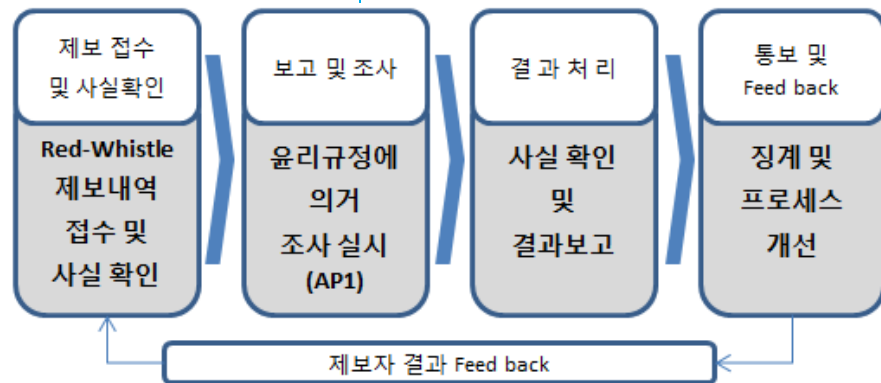 제보 접수
및 사실확인
Red-Whistle
제보내역
접수 및
사실 확인
보고 및 조사
윤리규정에
의거
조사 실시
(AP1)
결 과 처 리
사실 확인
및
결과보고
통보 및
Feed back
징계 및
프로세스
개선
제보자 결과 Feed back